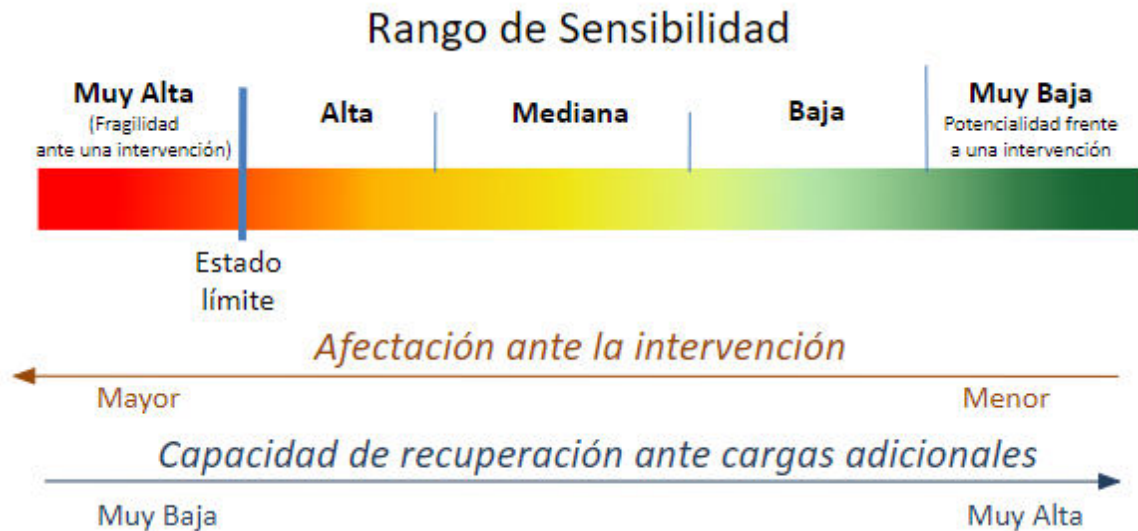 Rango de Sensibilidad
Muy Alta
(Fragilidad
ante una intervención)
Alta
Mediana
Baja
Muy Baja
Potencialidad frente
a una intervención
Estado
límite
Afectación ante la intervención
Mayor
Menor
Capacidad de recuperación ante cargas adicionales
Muy Baja
Muy Alta